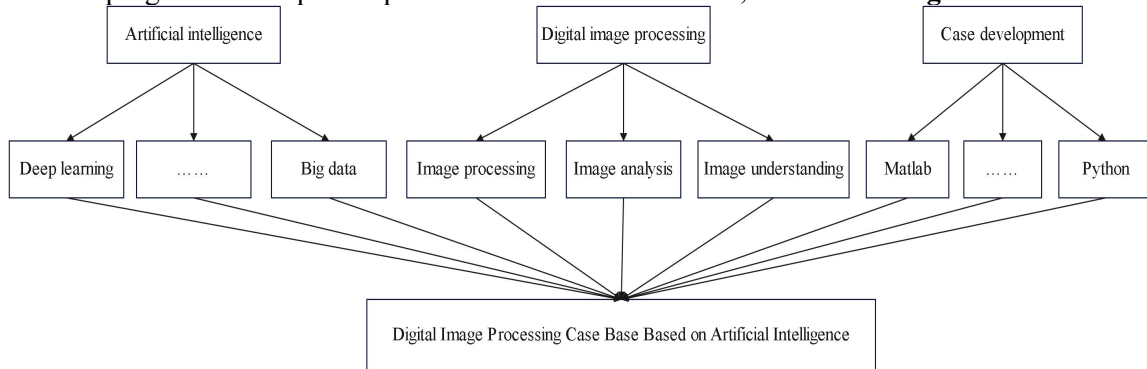 Artificial intelligence Digital image processing Case development
Deep learning …… Big data Image processing Image analysis Image understanding Matlab …… Python
Digital Image Processing Case Base Based on Artificial Intelligence